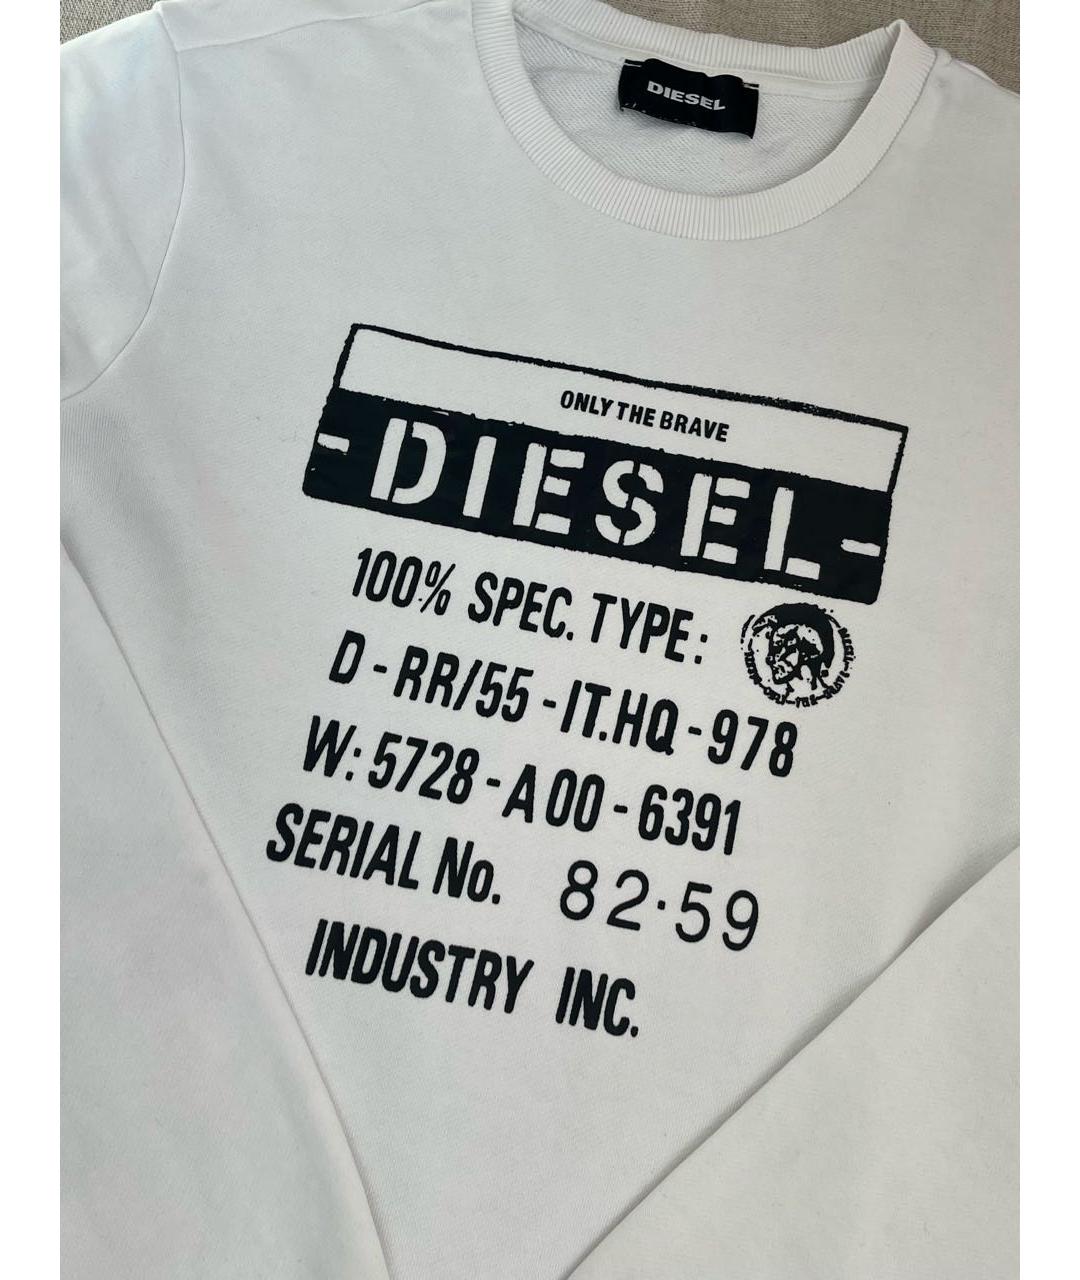 DIESEL
ONLY THE BRAVE
-DIESEL-
100% SPEC. TYPE:
D-RR/55-IT.HQ-978
W: 5728-A00-6391
SERIAL No. 82·59
INDUSTRY INC.